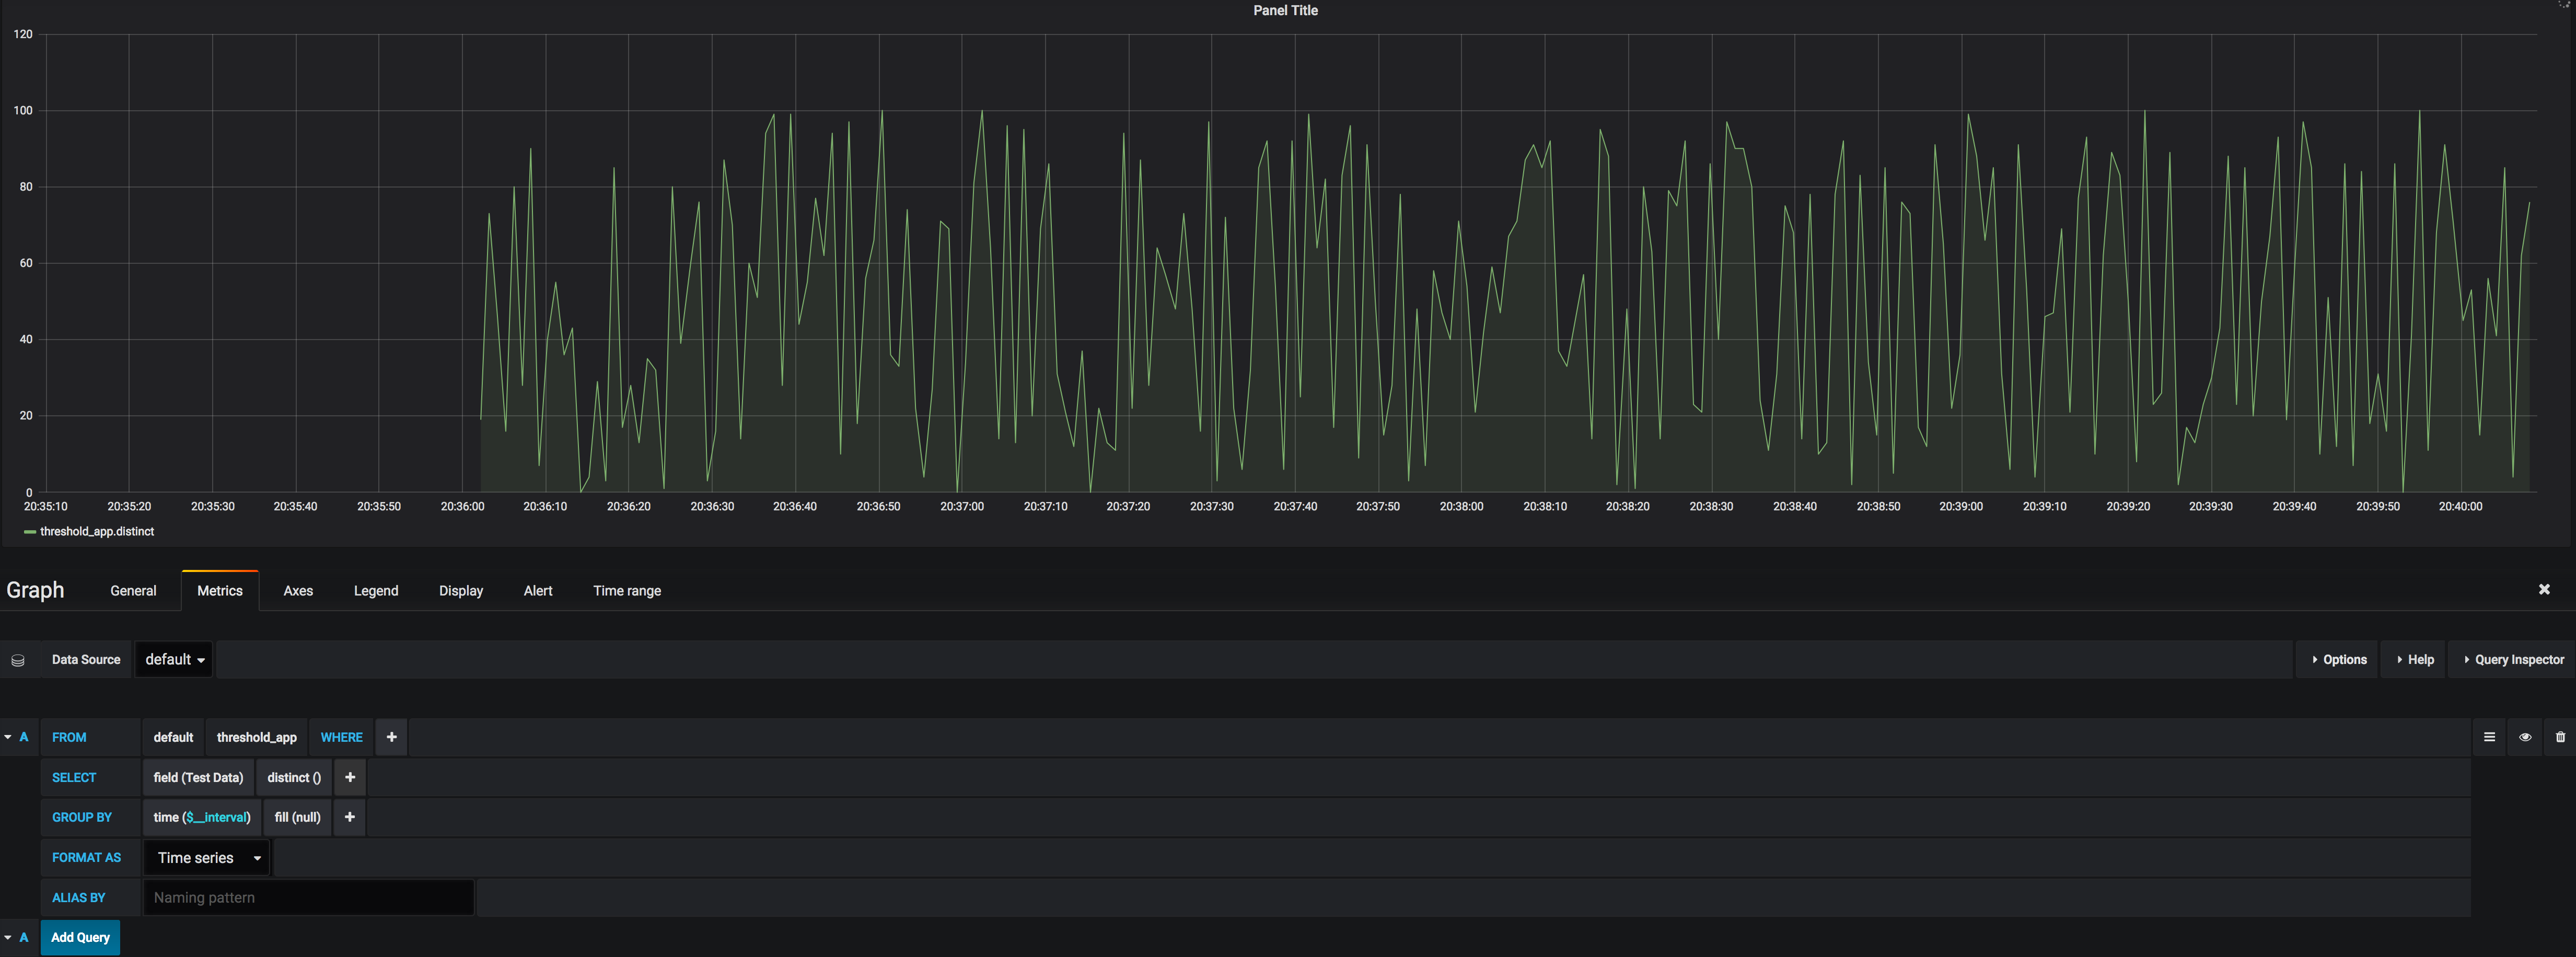 Panel Title
120
100
80
60
40
20
0
20:35:10 20:35:20 20:35:30 20:35:40 20:35:50 20:36:00 20:36:10 20:36:20 20:36:30 20:36:40 20:36:50 20:37:00 20:37:10 20:37:20 20:37:30 20:37:40 20:37:50 20:38:00 20:38:10 20:38:20 20:38:30 20:38:40 20:38:50 20:39:00 20:39:10 20:39:20 20:39:30 20:39:40 20:39:50 20:40:00
threshold_app.distinct
Graph General Metrics Axes Legend Display Alert Time range
Data Source default Options Help Query Inspector
A FROM default threshold_app WHERE +
SELECT field (Test Data) distinct () +
GROUP BY time ($__interval) fill (null) +
FORMAT AS Time series
ALIAS BY Naming pattern
A Add Query